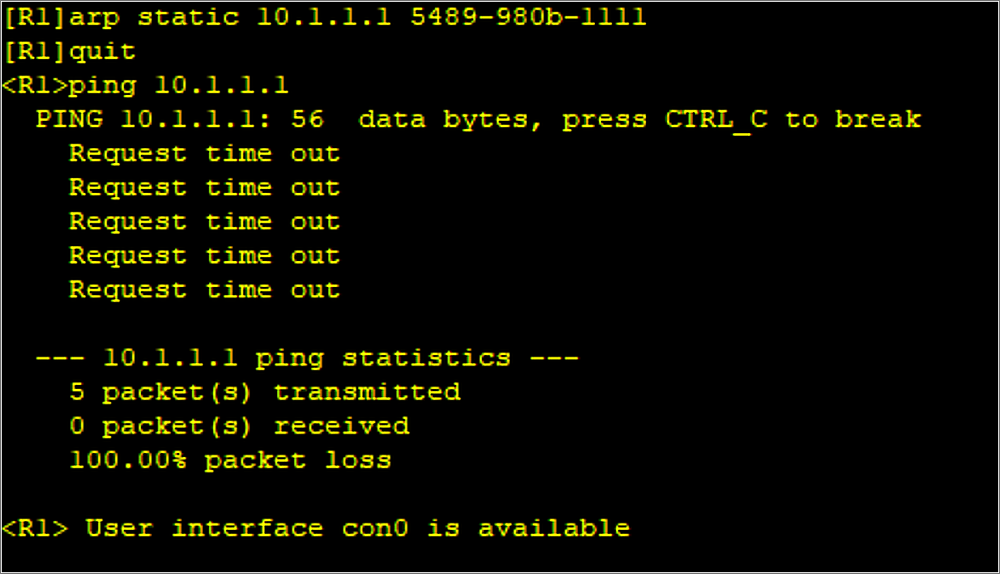 [R1]arp static 10.1.1.1 5489-980b-1111
[R1]quit
<R1>ping 10.1.1.1
  PING 10.1.1.1: 56  data bytes, press CTRL_C to break
    Request time out
    Request time out
    Request time out
    Request time out
    Request time out

  --- 10.1.1.1 ping statistics ---
    5 packet(s) transmitted
    0 packet(s) received
    100.00% packet loss

<R1> User interface con0 is available